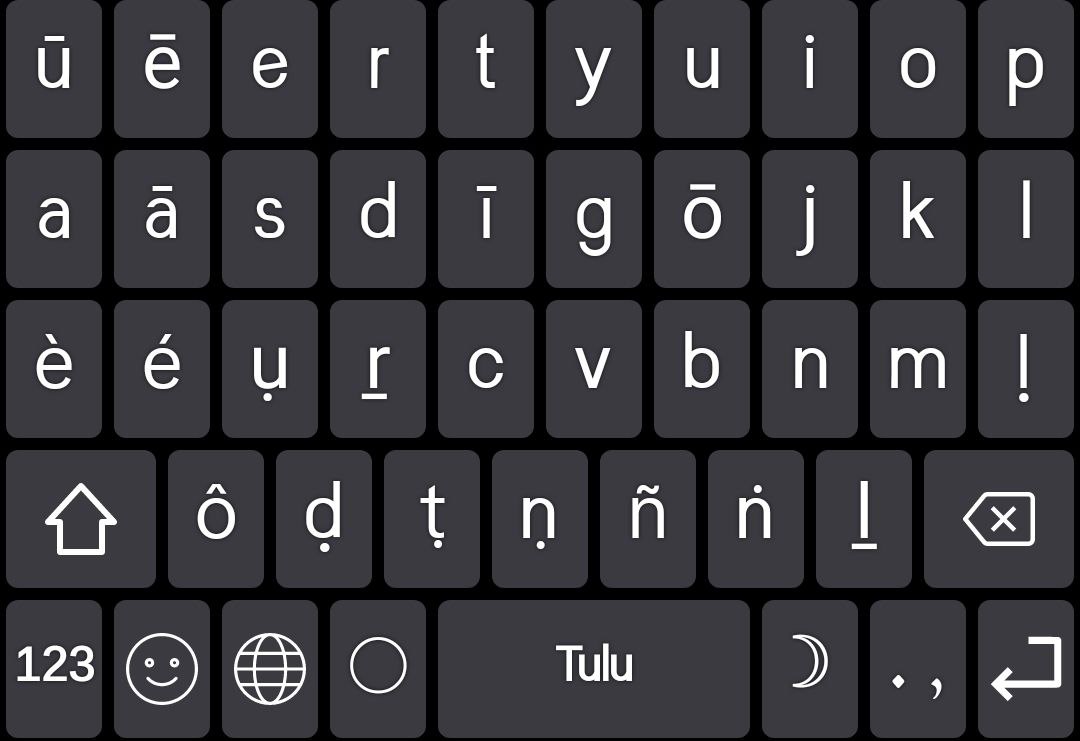 ū ē e r t y u i o p
a ā s d ī g ō j k l
è é ụ ṟ c v b n m ḷ
ô ḍ ṭ ṇ ñ ṅ ḻ
123 Tulu . ,